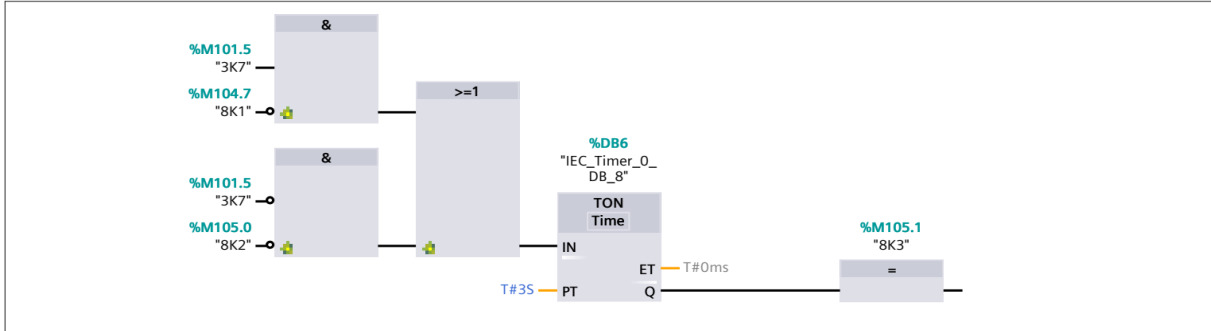 &
%M101.5
"3K7"
%M104.7
"8K1"
>=1
&
%M101.5
"3K7"
%M105.0
"8K2"
%DB6
"IEC_Timer_0_
DB_8"
TON
Time
IN
ET
T#0ms
T#3S
PT
Q
%M105.1
"8K3"
=